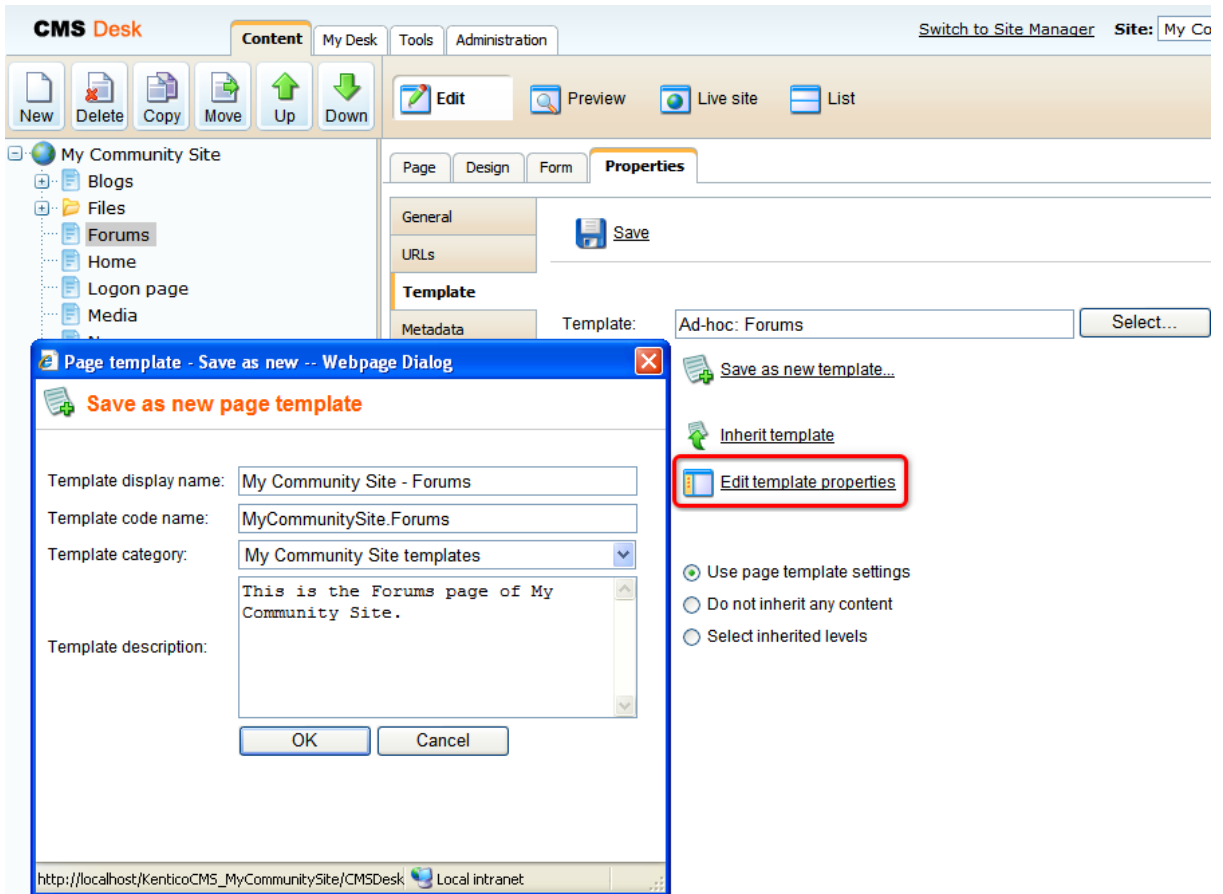 CMS Desk
Content
My Desk
Tools
Administration
Switch to Site Manager
Site: My Co
New
Delete
Copy
Move
Up
Down
Edit
Preview
Live site
List
My Community Site
Blogs
Files
Forums
Home
Logon page
Media
Page
Design
Form
Properties
General
URLs
Template
Metadata
Save
Template: Ad-hoc: Forums Select...
Save as new template...
Inherit template
Edit template properties
Use page template settings
Do not inherit any content
Select inherited levels
Page template - Save as new -- Webpage Dialog
Save as new page template
Template display name: My Community Site - Forums
Template code name: MyCommunitySite.Forums
Template category: My Community Site templates
This is the Forums page of My
Community Site.
Template description:
OK
Cancel
http://localhost/KenticoCMS_MyCommunitySite/CMSDesk
Local intranet